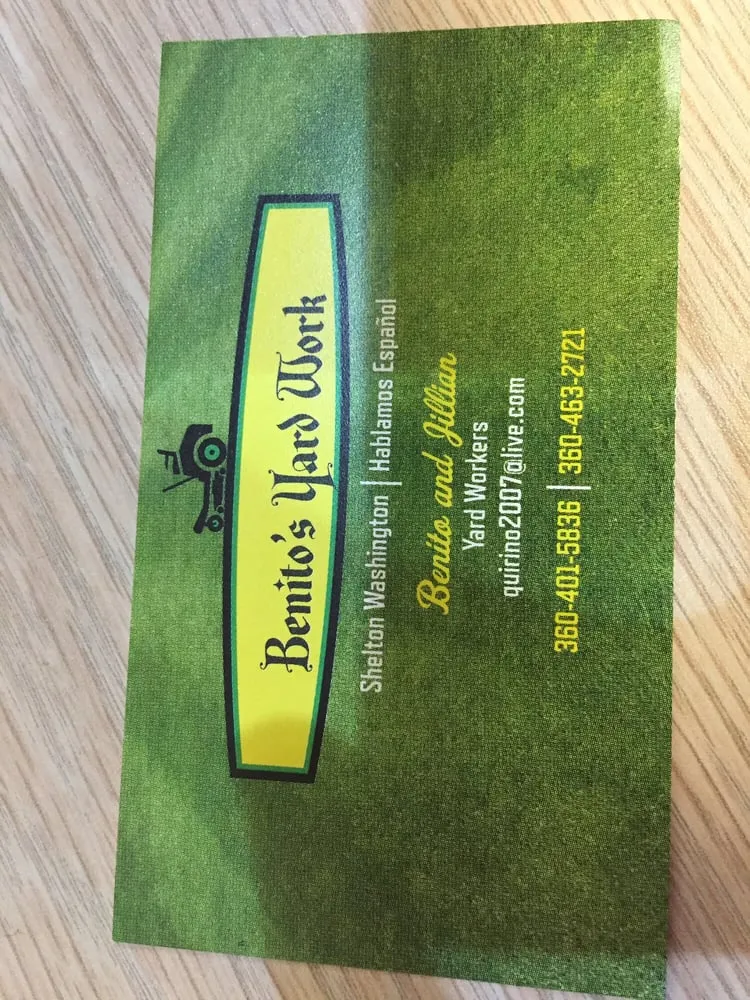 Benito's Yard Work
Shelton Washington | Hablamos Español
Benito and Jillian
Yard Workers
quirino2007@live.com
360-401-5836 | 360-463-2721